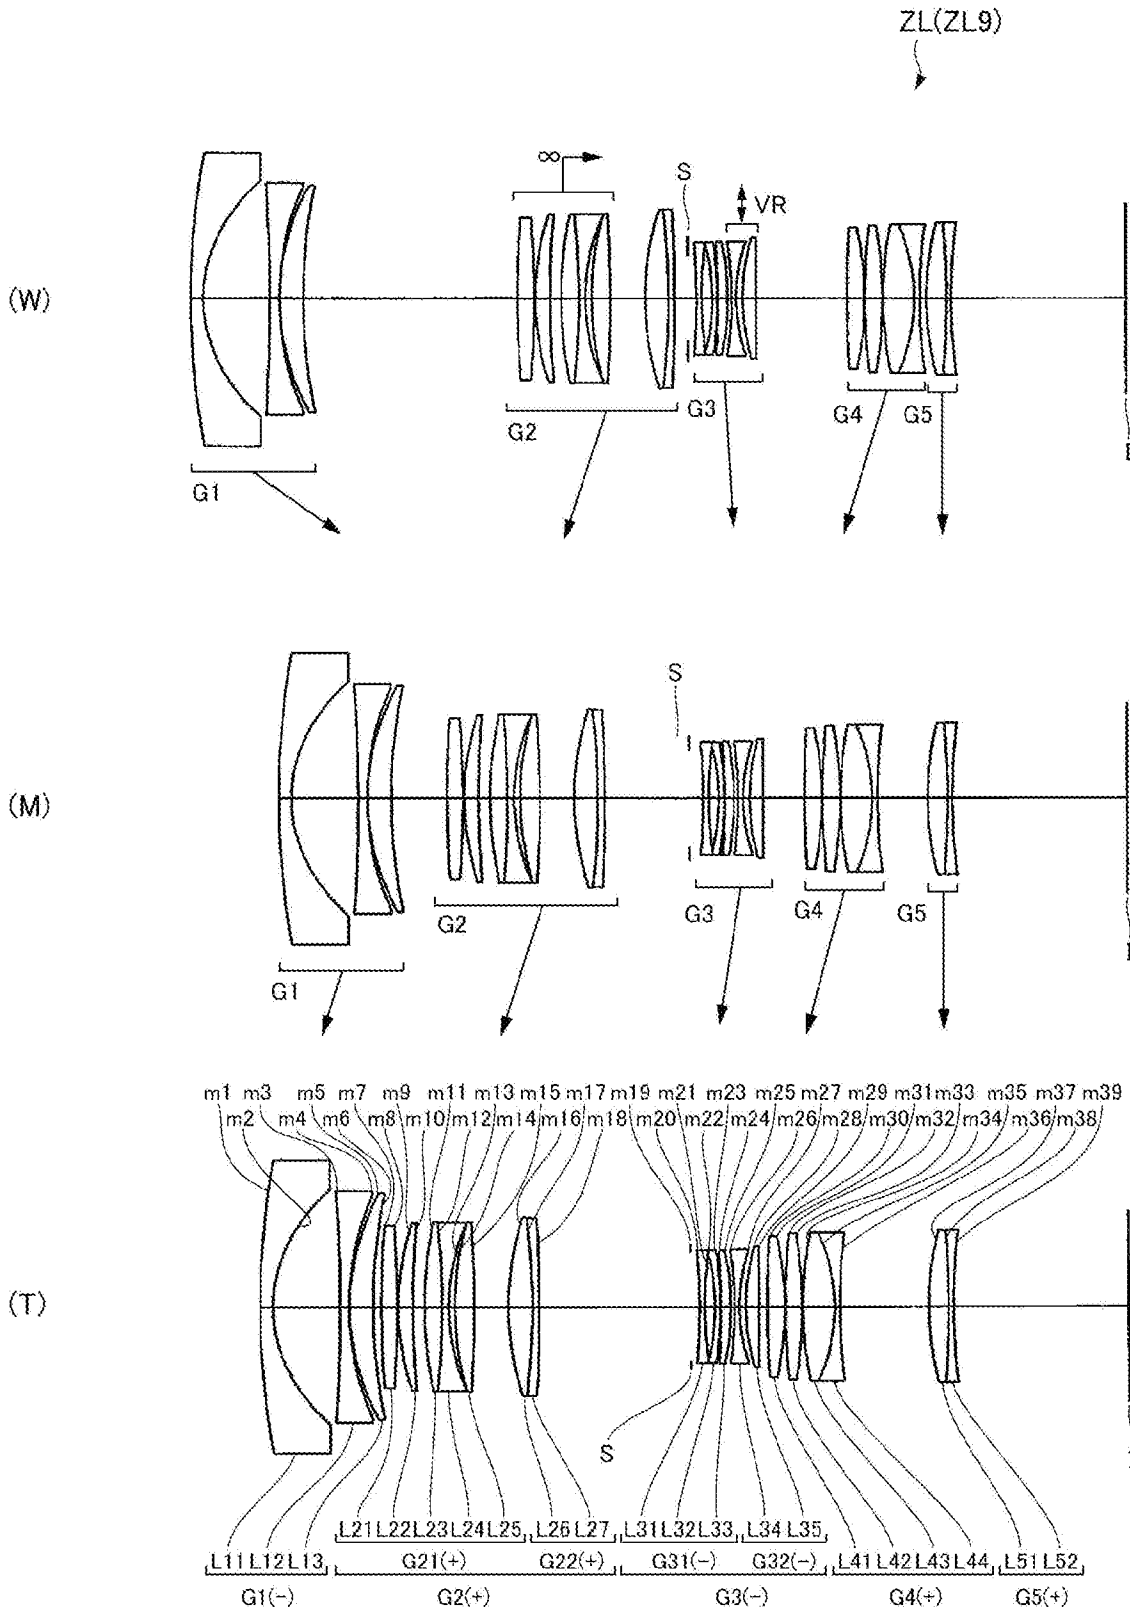 ZL(ZL9)
(W)
∞
S
VR
G1
G2
G3
G4
G5
(M)
S
G1
G2
G3
G4
G5
(T)
m1 m3 m5 m7 m9 m11 m13 m15 m17 m19 m21 m23 m25 m27 m29 m31 m33 m35 m37 m39
m2 m4 m6 m8 m10 m12 m14 m16 m18 m20 m22 m24 m26 m28 m30 m32 m34 m36 m38
S
L21 L22 L23 L24 L25 L26 L27 L31 L32 L33 L34 L35
L11 L12 L13 G21(+) G22(+) G31(-) G32(-) L41 L42 L43 L44 L51 L52
G1(-) G2(+) G3(-) G4(+) G5(+)